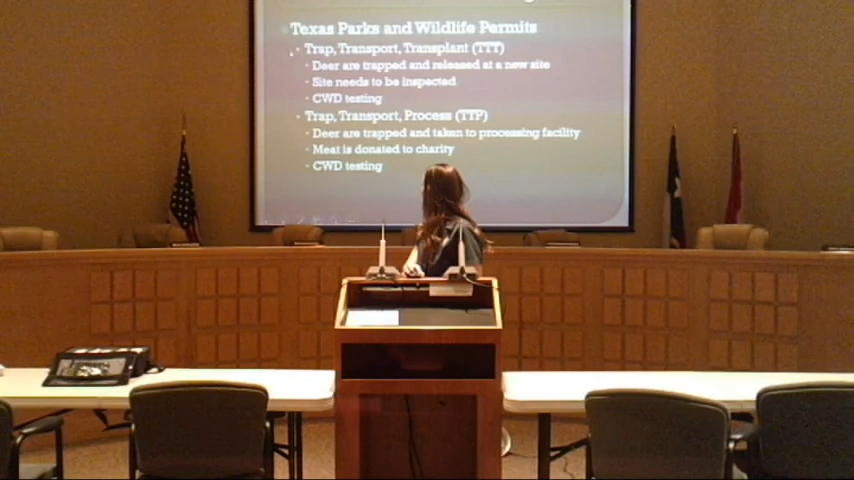 Texas Parks and Wildlife Permits
Trap, Transport, Transplant (TTT)
Deer are trapped and released at a new site
Site needs to be inspected
CWD testing
Trap, Transport, Process (TTP)
Deer are trapped and taken to processing facility
Meat is donated to charity
CWD testing